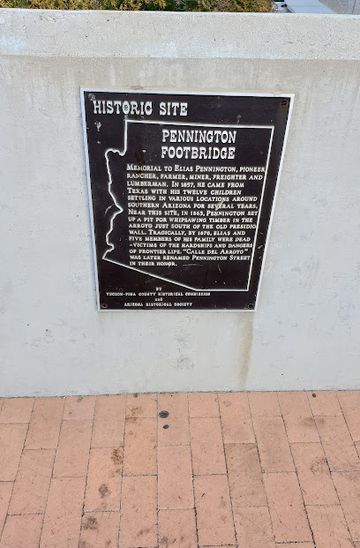 HISTORIC SITE
PENNINGTON
FOOTBRIDGE
MEMORIAL TO ELIAS PENNINGTON, PIONEER
RANCHER, FARMER, MINER, FREIGHTER AND
LUMBERMAN. IN 1857, HE CAME FROM
TEXAS WITH HIS TWELVE CHILDREN
SETTLING IN VARIOUS LOCATIONS AROUND
SOUTHERN ARIZONA FOR SEVERAL YEARS.
NEAR THIS SITE, IN 1865, PENNINGTON SET
UP A PIT FOR WHIPSAWING TIMBER IN THE
ARROYO JUST SOUTH OF THE OLD PRESIDIO
WALL. TRAGICALLY, BY 1870, ELIAS AND
FIVE MEMBERS OF HIS FAMILY WERE DEAD
-VICTIMS OF THE HARDSHIPS AND DANGERS
OF FRONTIER LIFE. "CALLE DEL ARROYO"
WAS LATER RENAMED PENNINGTON STREET
IN THEIR HONOR.
BY
TUCSON-PIMA COUNTY HISTORICAL COMMISSION
AND
ARIZONA HISTORICAL SOCIETY